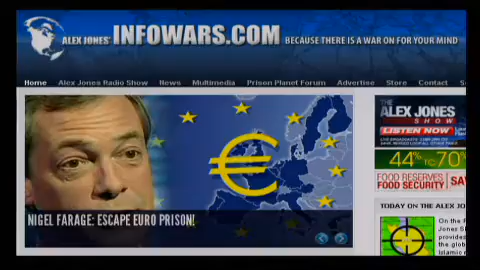 ALEX JONES' INFOWARS.COM BECAUSE THERE IS A WAR ON FOR YOUR MIND
Home Alex Jones Radio Show News Multimedia Prison Planet Forum Advertise Store Contact
THE
ALEX JONES
SHOW
LISTEN NOW
44% TO 70%
FOOD RESERVES
FOOD SECURITY
€
NIGEL FARAGE: ESCAPE EURO PRISON!
TODAY ON THE ALEX JO
On the
Jones S
provides
the glob
Islamic